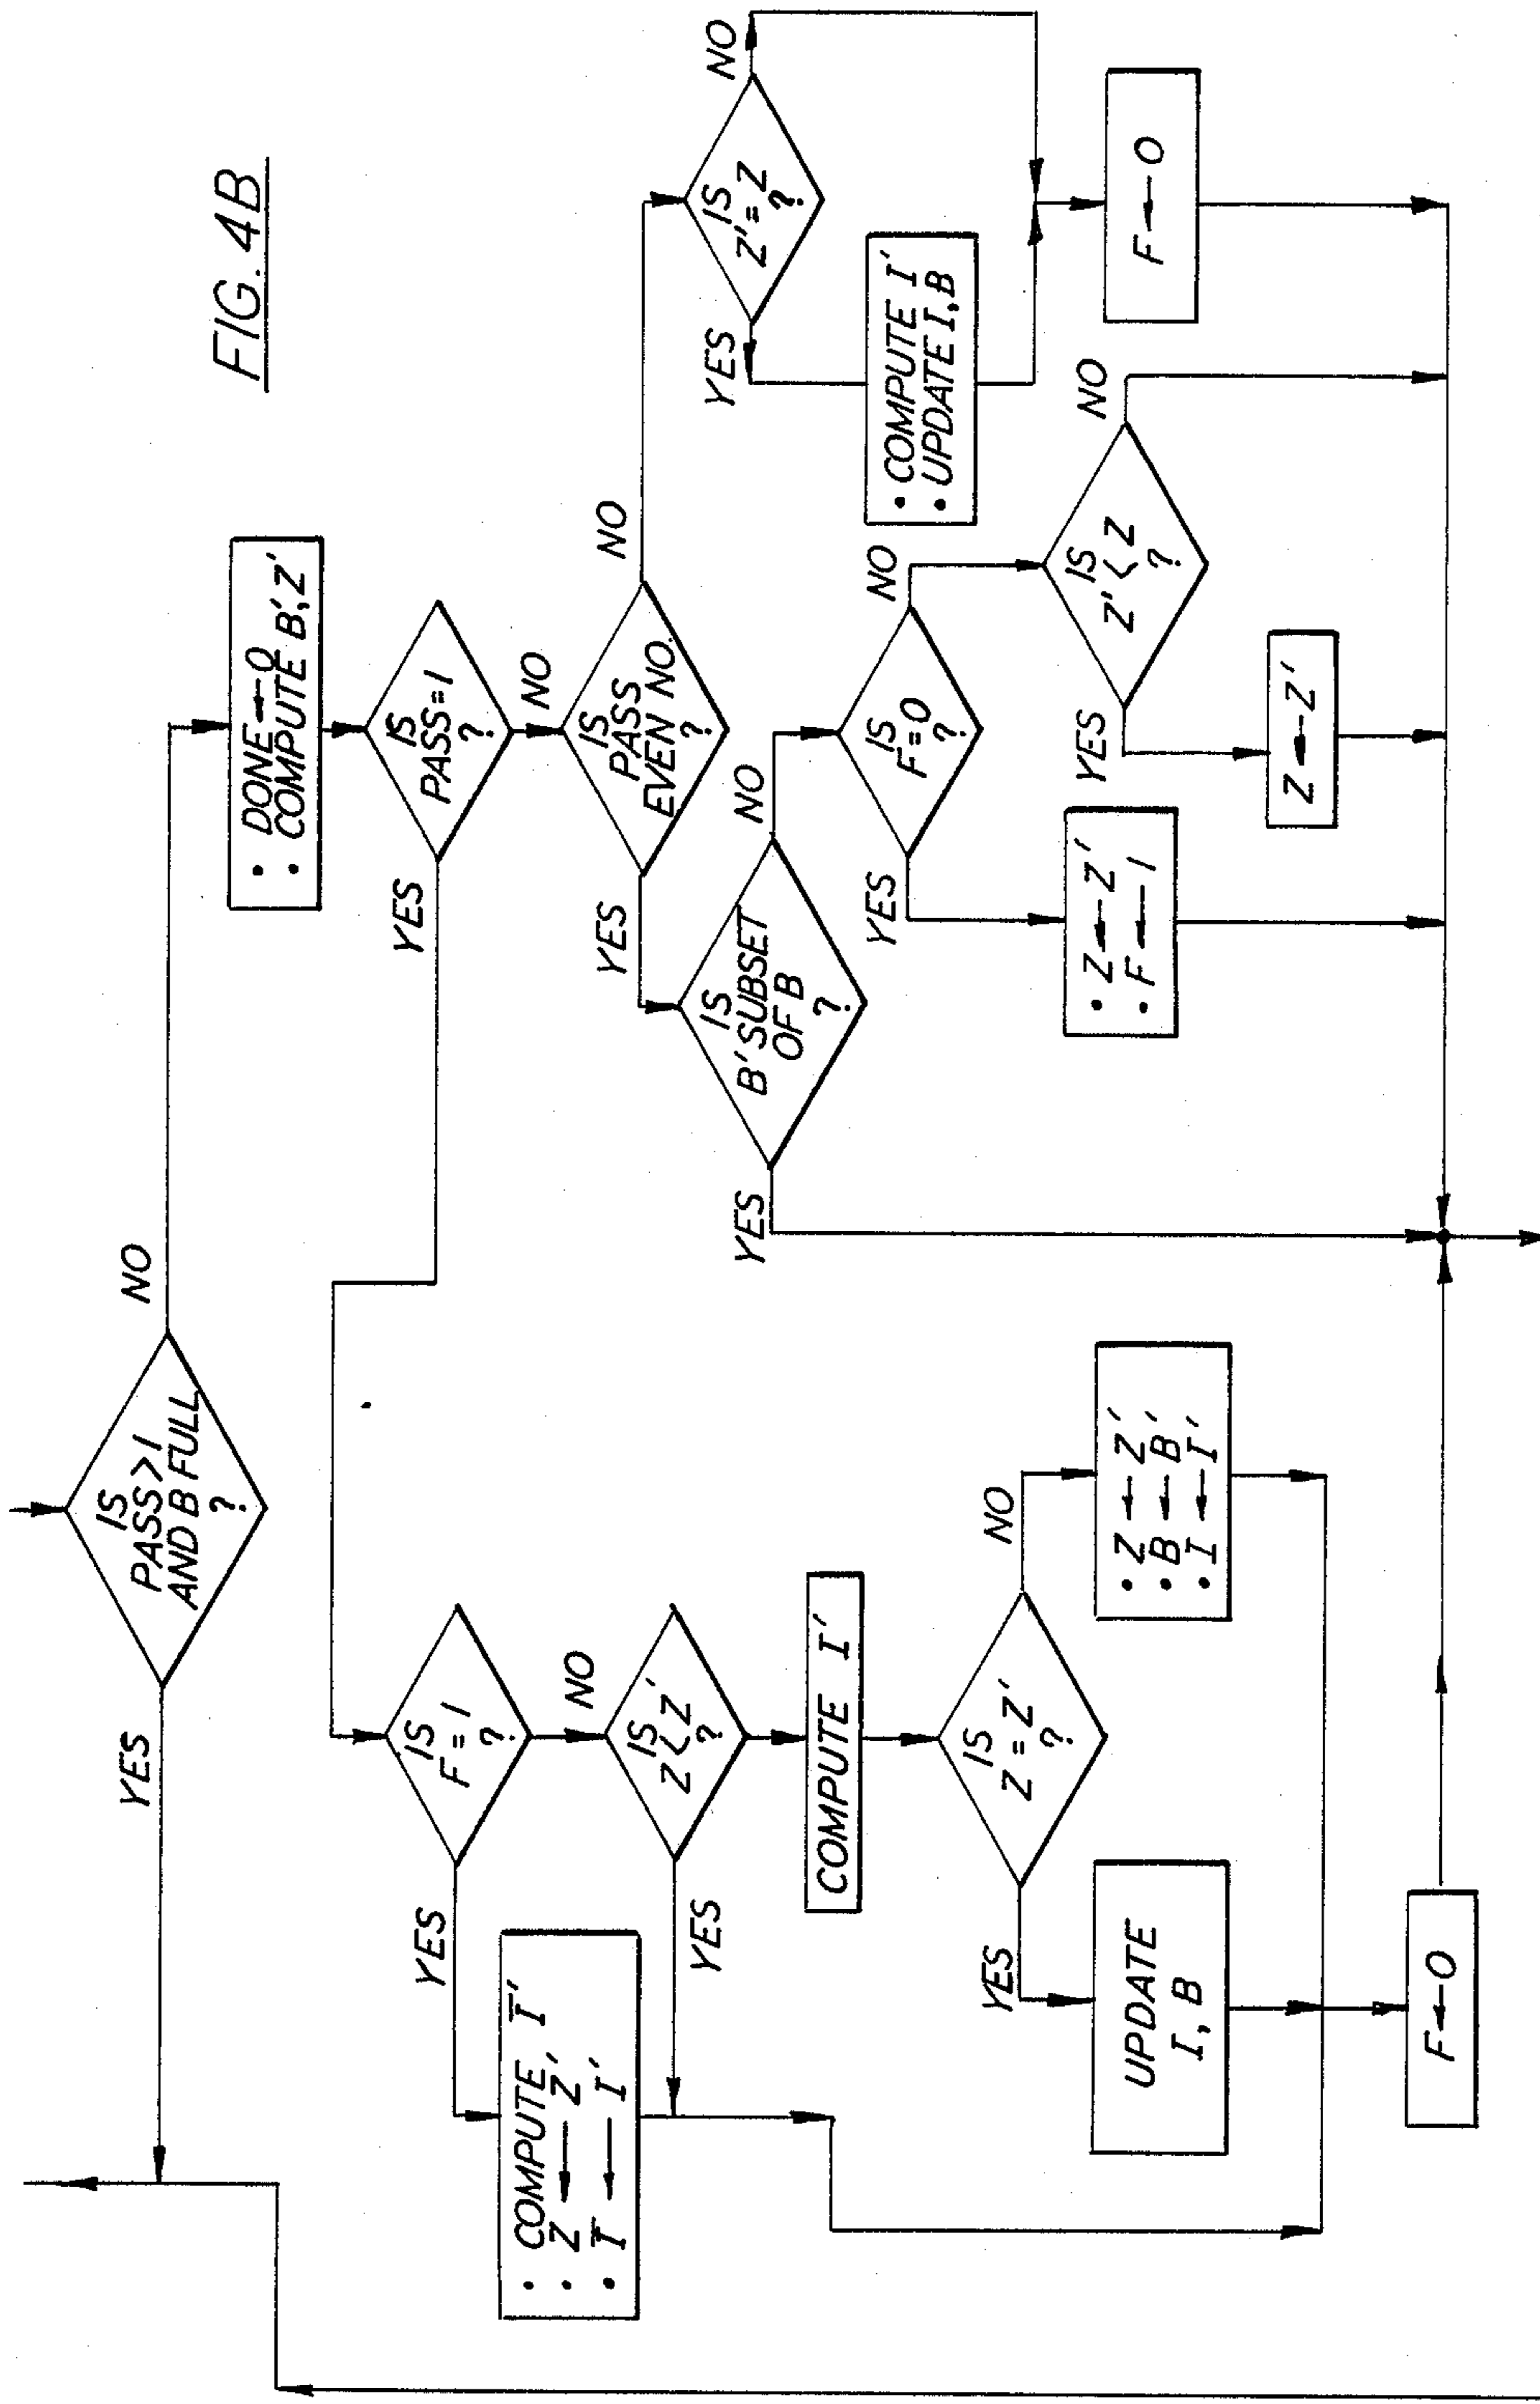 FIG. 4B
IS
PASS>1
AND B FULL
?
YES
NO
• DONE←0
• COMPUTE B',Z'
IS
PASS=1
?
YES
NO
IS
F=1
?
YES
NO
• COMPUTE, I'
• Z ← Z'
• I ← I'
IS
Z<Z'
?
YES
COMPUTE I'
IS
Z=Z'
?
YES
NO
UPDATE
I,B
• Z ← Z'
• B ← B'
• I ← I'
F←0
IS
PASS
EVEN NO.
?
YES
NO
IS
B' SUBSET
OF B
?
YES
NO
IS
F=0
?
YES
NO
• Z←Z'
• F←1
IS
Z'<Z
?
YES
NO
Z←Z'
IS
Z'=Z
?
YES
NO
• COMPUTE I'
• UPDATE I,B
F←0